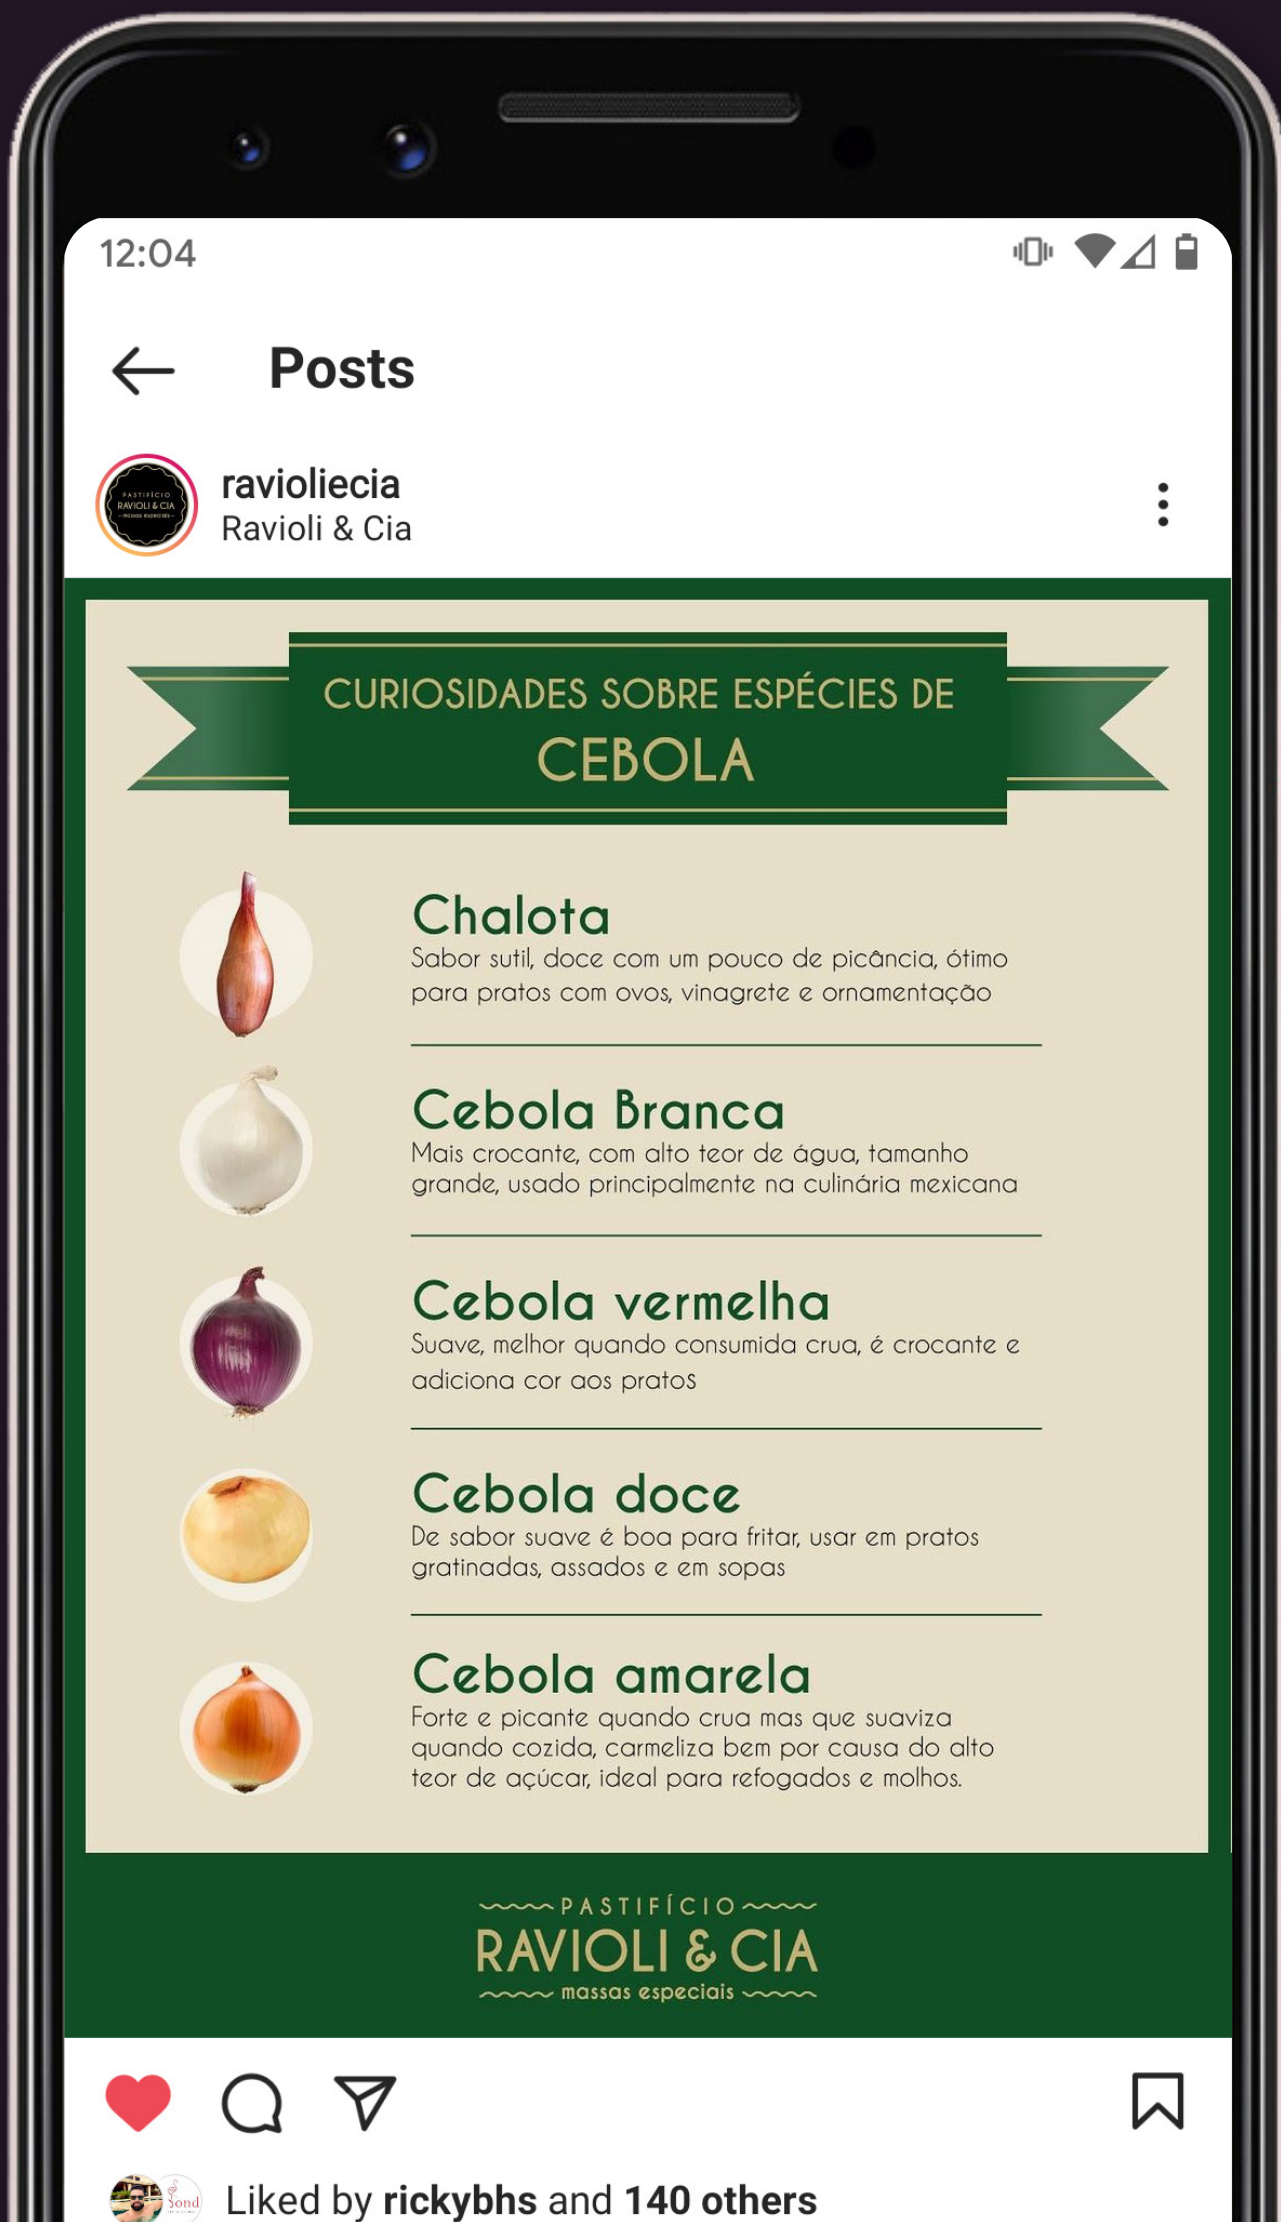 12:04
Posts
PASTIFÍCIO
RAVIOLI & CIA
massas especiais
ravioliecia
Ravioli & Cia
CURIOSIDADES SOBRE ESPÉCIES DE
CEBOLA
Chalota
Sabor sutil, doce com um pouco de picância, ótimo
para pratos com ovos, vinagrete e ornamentação
Cebola Branca
Mais crocante, com alto teor de água, tamanho
grande, usado principalmente na culinária mexicana
Cebola vermelha
Suave, melhor quando consumida crua, é crocante e
adiciona cor aos pratos
Cebola doce
De sabor suave é boa para fritar, usar em pratos
gratinadas, assados e em sopas
Cebola amarela
Forte e picante quando crua mas que suaviza
quando cozida, carmeliza bem por causa do alto
teor de açúcar, ideal para refogados e molhos.
PASTIFÍCIO
RAVIOLI & CIA
massas especiais
Liked by rickybhs and 140 others